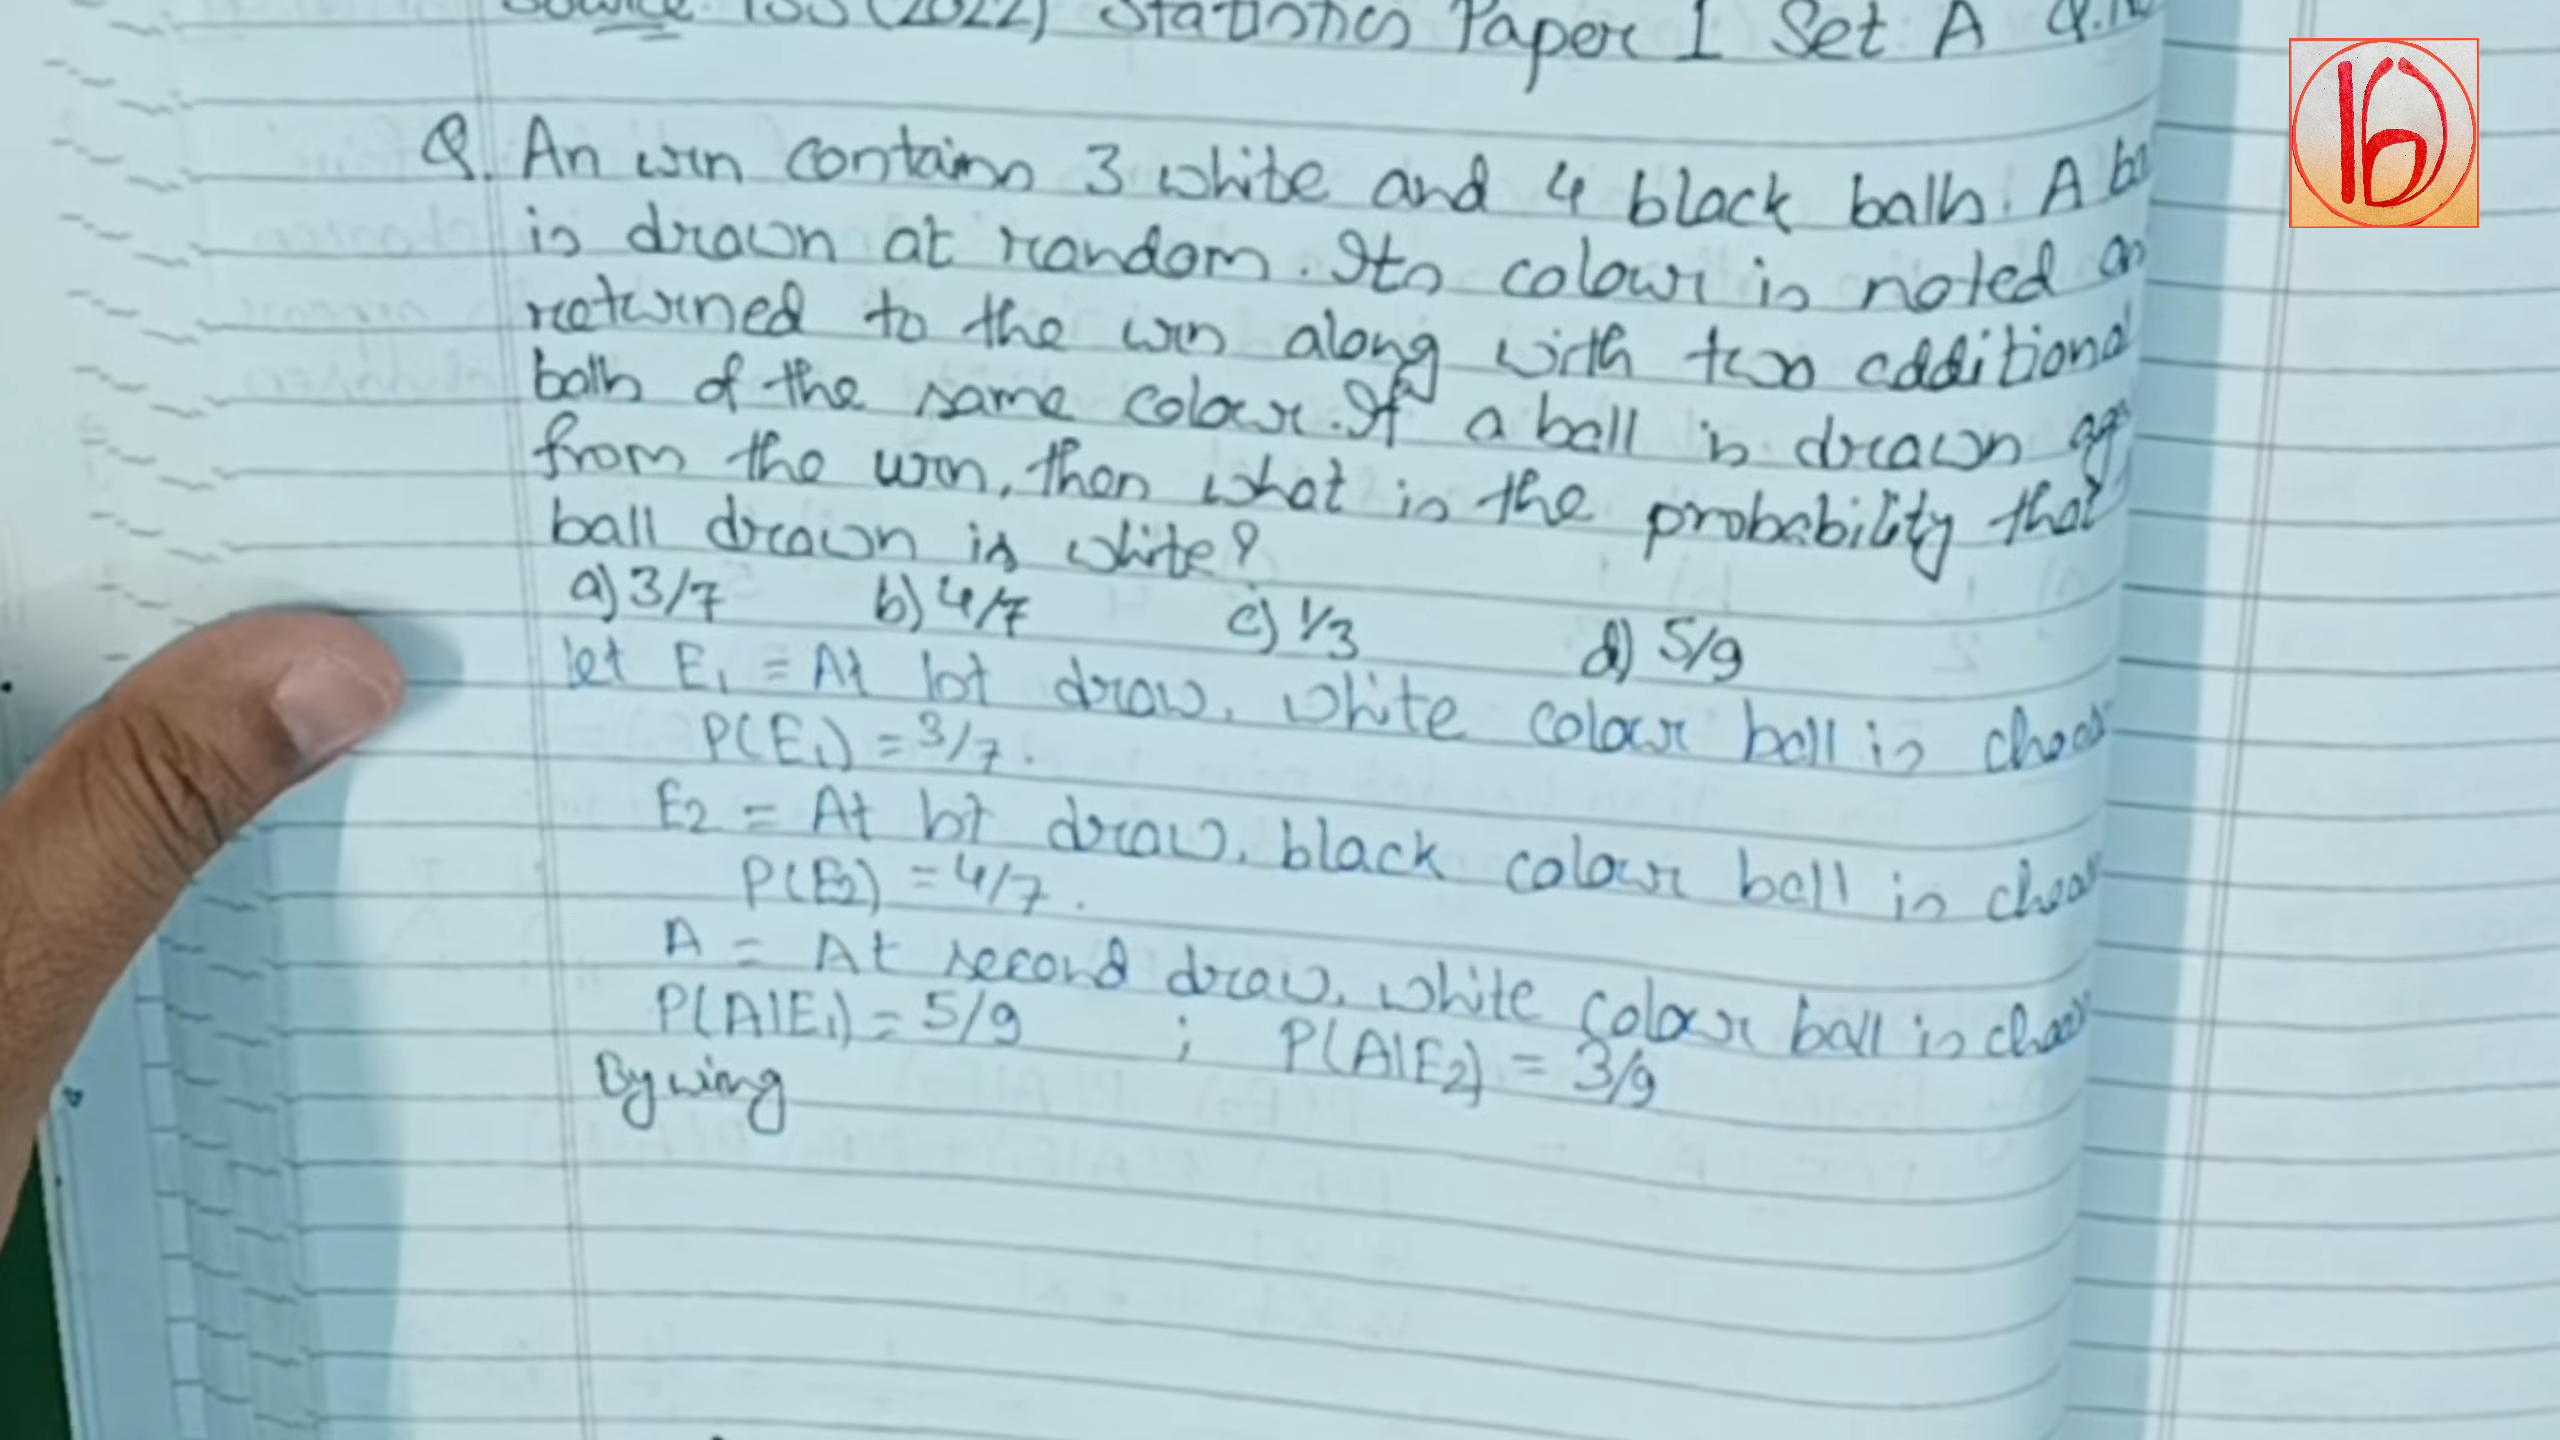 Source ISS (2022) Statistics Paper 1 Set A
Q. An urn contains 3 white and 4 black balls. A
is drawn at random. Its colour is noted
returned to the urn along with two additional
balls of the same colour. If a ball is drawn
from the urn, then what is the probability that
ball drawn is white?
a) 3/7 b) 4/7 c) 1/3 d) 5/9
let E1 = At 1st draw, white colour ball is
P(E1) = 3/7.
E2 = At 1st draw, black colour ball is
P(E2) = 4/7.
A = At second draw, white colour ball is
P(A|E1) = 5/9 ; P(A|E2) = 3/9
By using